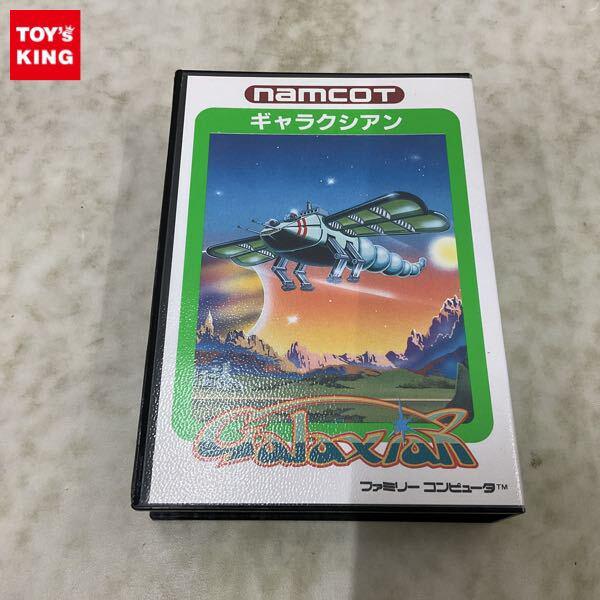 TOY's
KING
namcot
ギャラクシアン
Galaxian
ファミリー コンピュータ™